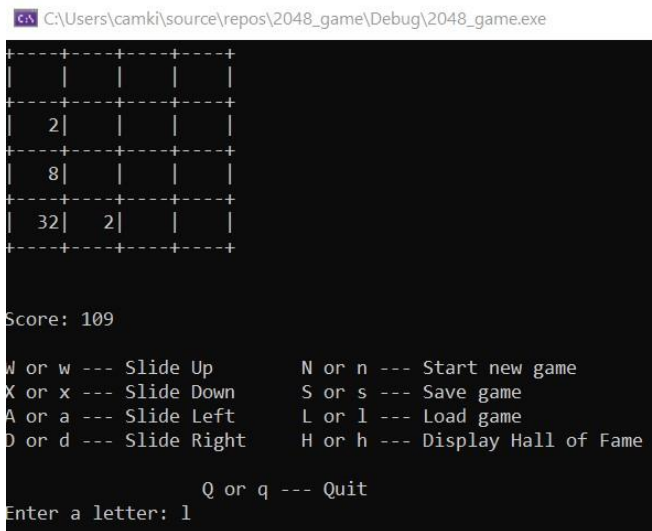 C:\Users\camki\source\repos\2048_game\Debug\2048_game.exe
+----+----+----+----+
|    |    |    |    |
+----+----+----+----+
|   2|    |    |    |
+----+----+----+----+
|   8|    |    |    |
+----+----+----+----+
|  32|   2|    |    |
+----+----+----+----+
Score: 109
W or w --- Slide Up       N or n --- Start new game
X or x --- Slide Down     S or s --- Save game
A or a --- Slide Left     L or l --- Load game
D or d --- Slide Right    H or h --- Display Hall of Fame
Q or q --- Quit
Enter a letter: l